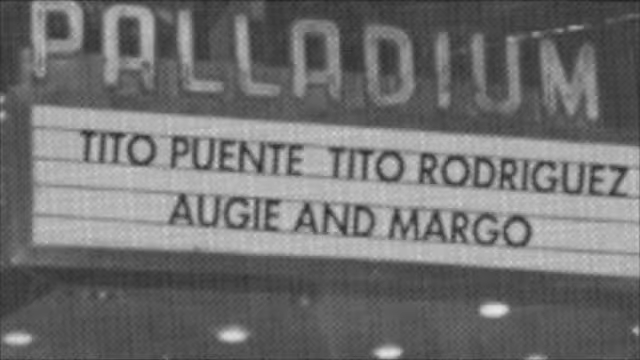 PALLADIUM
TITO PUENTE TITO RODRIGUEZ
AUGIE AND MARGO